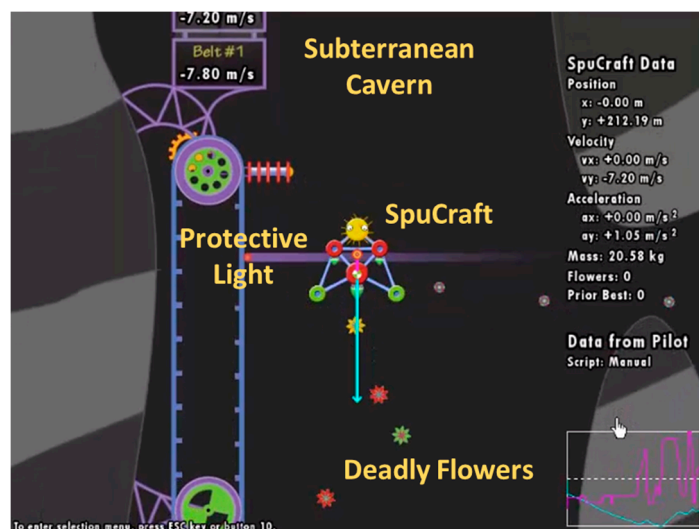 -7.20 m/s
Belt #1
-7.80 m/s
Subterranean
Cavern
SpuCraft
Protective
Light
Deadly Flowers
SpuCraft Data
Position
x: -0.00 m
y: +212.19 m
Velocity
vx: +0.00 m/s
vy: -7.20 m/s
Acceleration
ax: +0.00 m/s²
ay: +1.05 m/s²
Mass: 20.58 kg
Flowers: 0
Prior Best: 0
Data from Pilot
Script: Manual
To enter selection menu, press ESC key or button 10.